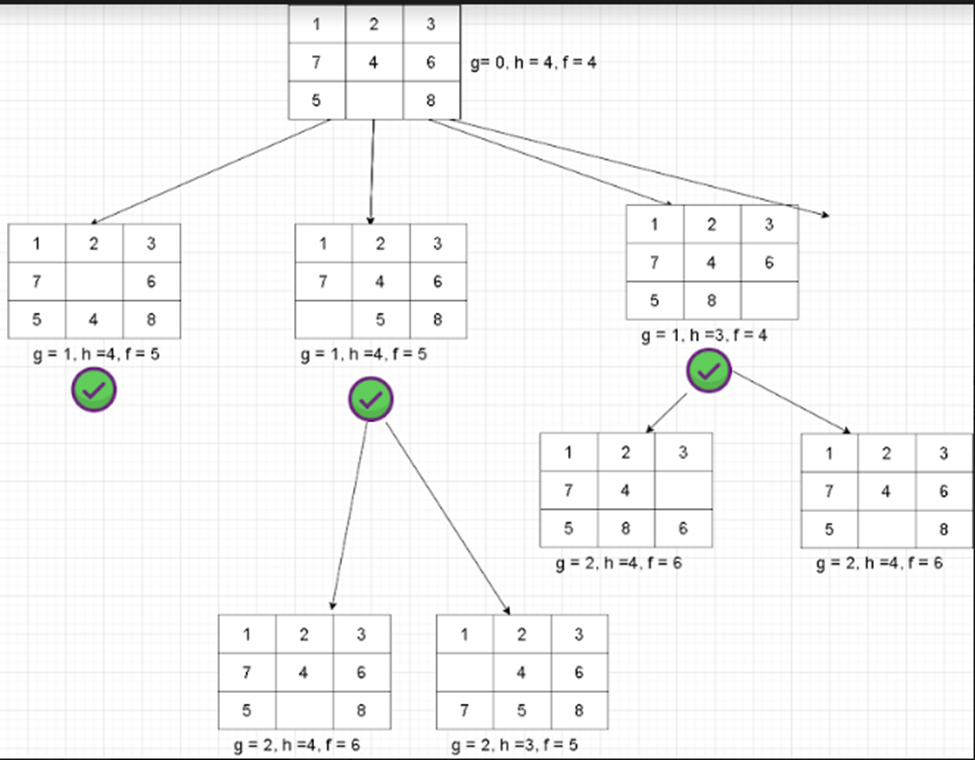 1 2 3
7 4 6
5 8
g= 0, h = 4, f = 4
1 2 3
7 6
5 4 8
g = 1, h =4, f = 5
1 2 3
7 4 6
5 8
g = 1, h =4, f = 5
1 2 3
7 4 6
5 8
g = 1, h =3, f = 4
1 2 3
7 4
5 8 6
g = 2, h =4, f = 6
1 2 3
7 4 6
5 8
g = 2, h =4, f = 6
1 2 3
7 4 6
5 8
g = 2, h =4, f = 6
1 2 3
4 6
7 5 8
g = 2, h =3, f = 5